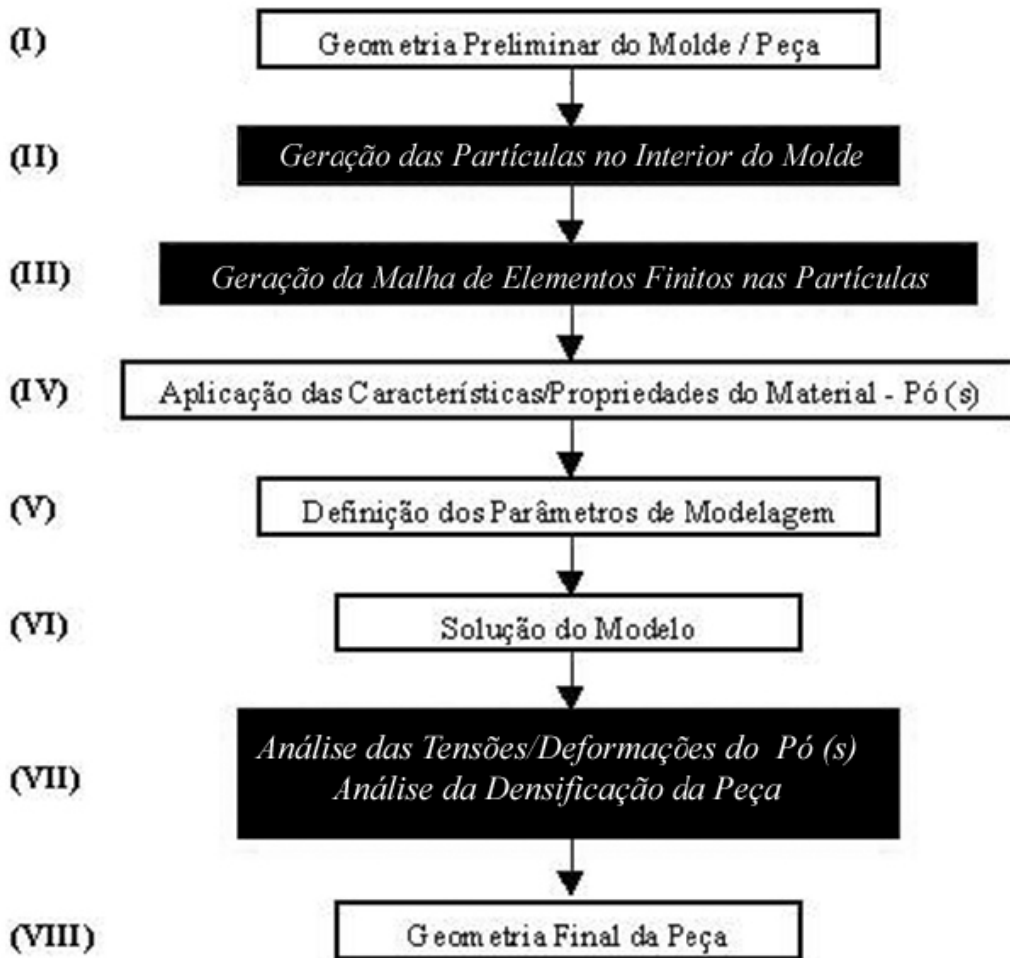 (I) Geometria Preliminar do Molde / Peça
(II) Geração das Partículas no Interior do Molde
(III) Geração da Malha de Elementos Finitos nas Partículas
(IV) Aplicação das Características/Propriedades do Material - Pó (s)
(V) Definição dos Parâmetros de Modelagem
(VI) Solução do Modelo
(VII) Análise das Tensões/Deformações do Pó (s)
Análise da Densificação da Peça
(VIII) Geometria Final da Peça